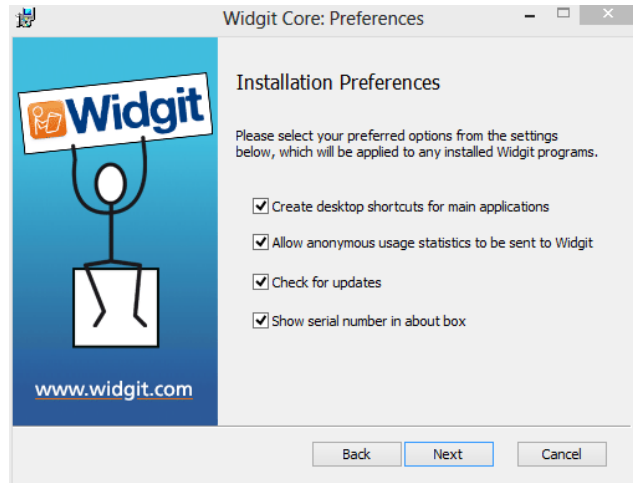 Widgit Core: Preferences
Widgit
Installation Preferences
Please select your preferred options from the settings
below, which will be applied to any installed Widgit programs.
Create desktop shortcuts for main applications
Allow anonymous usage statistics to be sent to Widgit
Check for updates
Show serial number in about box
www.widgit.com
Back Next Cancel